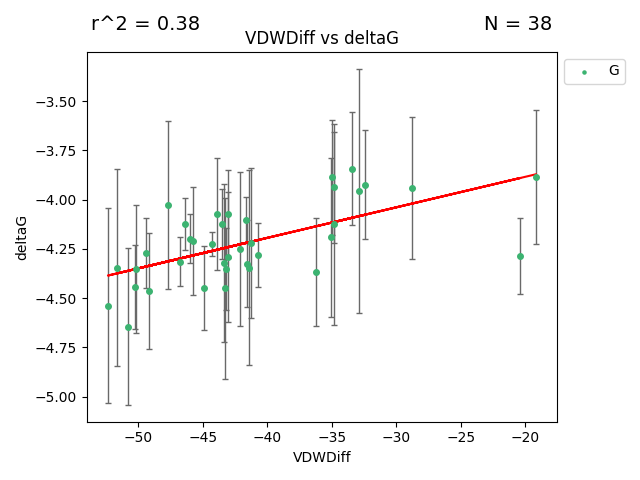 r^2 = 0.38
N = 38
VDWDiff vs deltaG
G
−3.50
−3.75
−4.00
−4.25
−4.50
−4.75
−5.00
deltaG
−50
−45
−40
−35
−30
−25
−20
VDWDiff